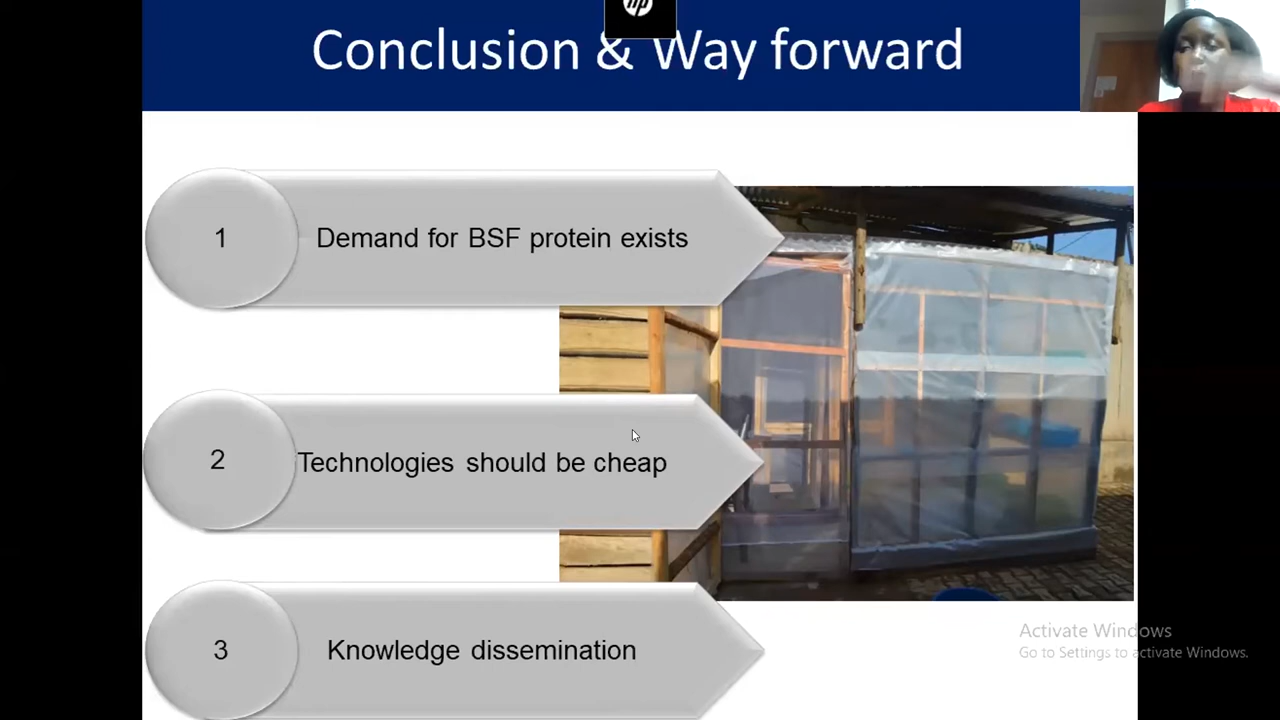 hp
Conclusion & Way forward
1
Demand for BSF protein exists
2
Technologies should be cheap
3
Knowledge dissemination
Activate Windows
Go to Settings to activate Windows.